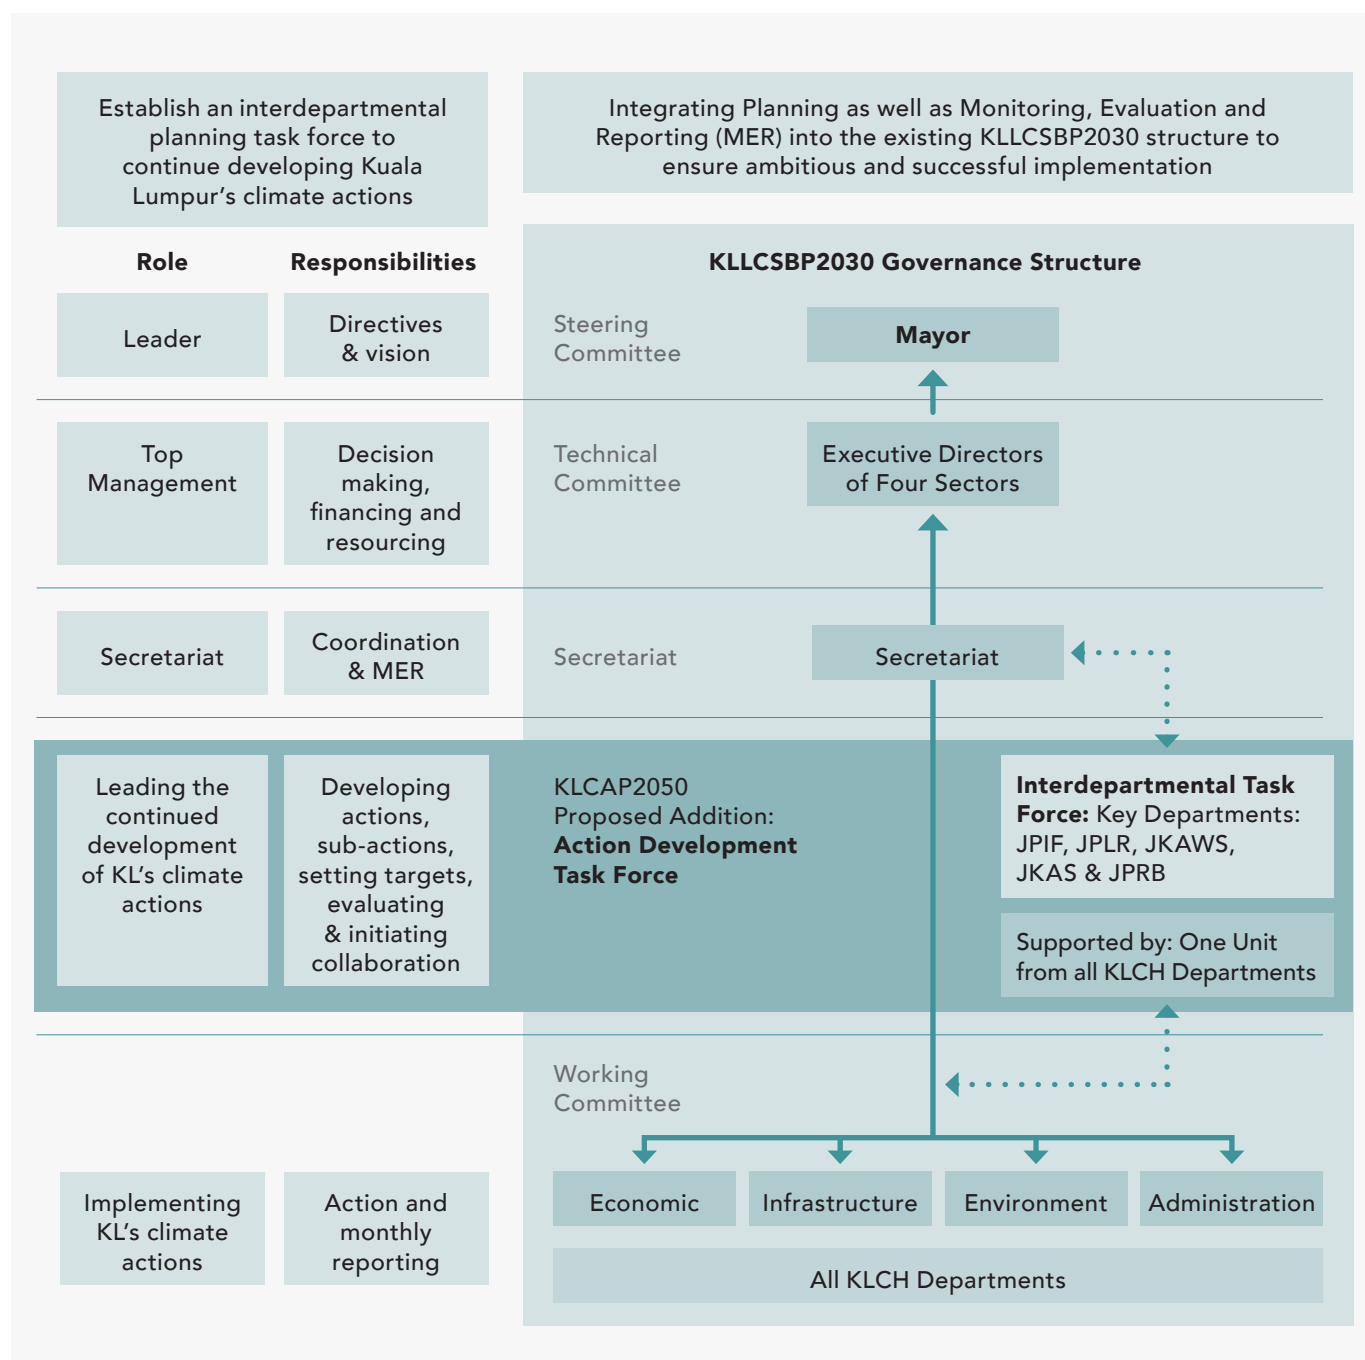 Establish an interdepartmental
planning task force to
continue developing Kuala
Lumpur’s climate actions
Integrating Planning as well as Monitoring, Evaluation and
Reporting (MER) into the existing KLLCSBP2030 structure to
ensure ambitious and successful implementation
Role
Responsibilities
KLLCSBP2030 Governance Structure
Leader
Directives
& vision
Steering
Committee
Mayor
Top
Management
Decision
making,
financing and
resourcing
Technical
Committee
Executive Directors
of Four Sectors
Secretariat
Coordination
& MER
Secretariat
Secretariat
Leading the
continued
development
of KL’s climate
actions
Developing
actions,
sub-actions,
setting targets,
evaluating
& initiating
collaboration
KLCAP2050
Proposed Addition:
Action Development
Task Force
Interdepartmental Task
Force: Key Departments:
JPIF, JPLR, JKAWS,
JKAS & JPRB
Supported by: One Unit
from all KLCH Departments
Working
Committee
Implementing
KL’s climate
actions
Action and
monthly
reporting
Economic
Infrastructure
Environment
Administration
All KLCH Departments